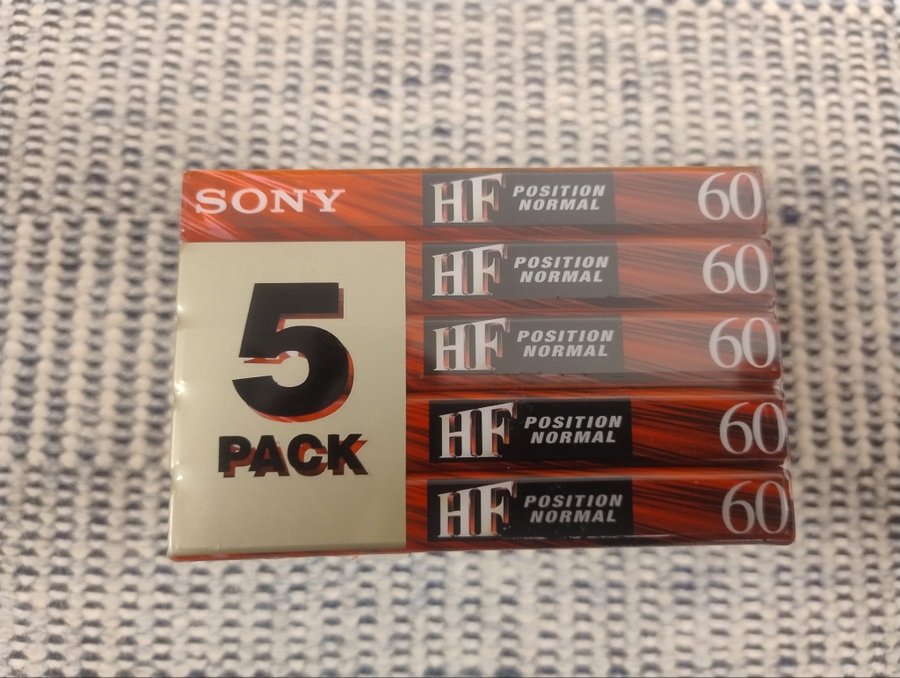 SONY
HF POSITION NORMAL 60
HF POSITION NORMAL 60
HF POSITION NORMAL 60
HF POSITION NORMAL 60
HF POSITION NORMAL 60
5
PACK